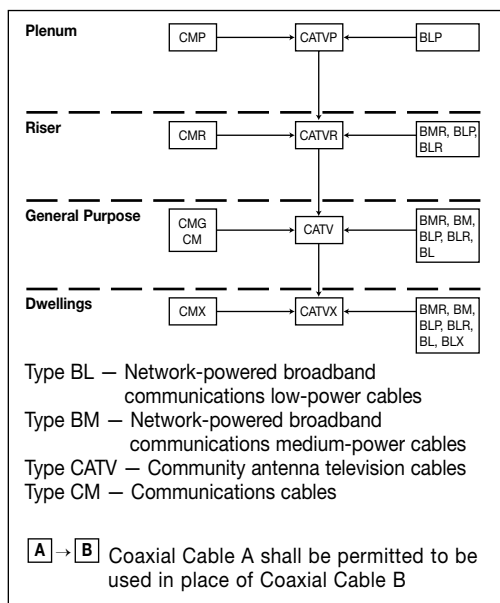 Plenum
CMP
CATVP
BLP
Riser
CMR
CATVR
BMR, BLP,
BLR
General Purpose
CMG
CM
CATV
BMR, BM,
BLP, BLR,
BL
Dwellings
CMX
CATVX
BMR, BM,
BLP, BLR,
BL, BLX
Type BL — Network-powered broadband
communications low-power cables
Type BM — Network-powered broadband
communications medium-power cables
Type CATV — Community antenna television cables
Type CM — Communications cables
A → B Coaxial Cable A shall be permitted to be
used in place of Coaxial Cable B